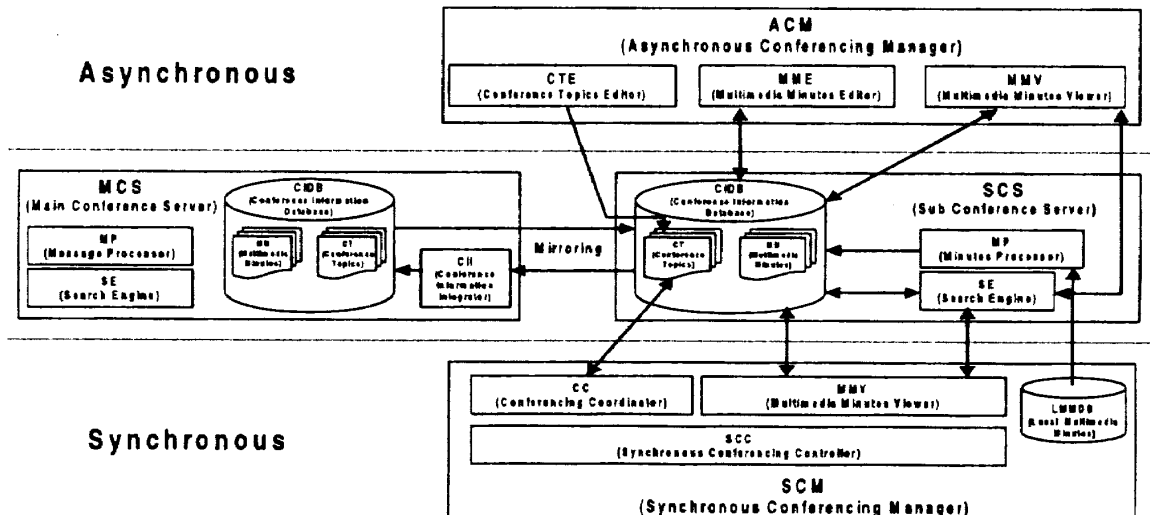 ACM
(Asynchronous Conferencing Manager)
Asynchronous
CTE
(Conference Topics Editor)
MME
(Multimedia Minutes Editor)
MMV
(Multimedia Minutes Viewer)
MCS
(Main Conference Server)
MP
(Message Processor)
SE
(Search Engine)
CIDB
(Conference Information
Database)
MM
(Multimedia
Minutes)
CT
(Conference
Topics)
CII
(Conference
Information
Integrator)
Mirroring
CIDB
(Conference Information
Database)
CT
(Conference
Topics)
MM
(Multimedia
Minutes)
SCS
(Sub Conference Server)
MP
(Minutes Processor)
SE
(Search Engine)
Synchronous
CC
(Conferencing Coordinator)
MMV
(Multimedia Minutes Viewer)
LMMDB
(Local Multimedia
Minutes)
SCC
(Synchronous Conferencing Controller)
SCM
(Synchronous Conferencing Manager)